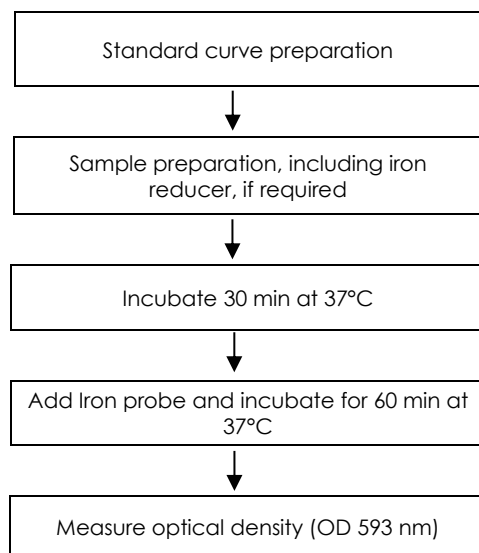 Standard curve preparation
Sample preparation, including iron
reducer, if required
Incubate 30 min at 37°C
Add Iron probe and incubate for 60 min at
37°C
Measure optical density (OD 593 nm)